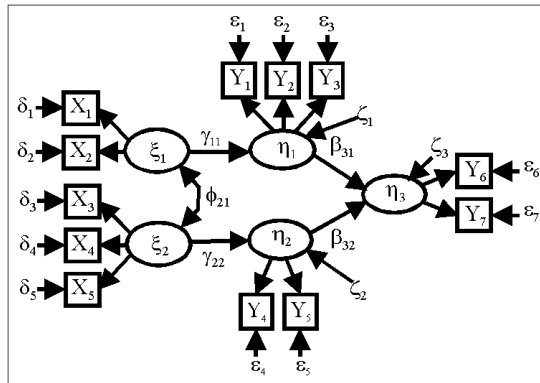 ε₁ ε₂ ε₃
Y₁ Y₂ Y₃
δ₁ X₁
ζ₁
δ₂ X₂ ξ₁ γ₁₁ η₁ β₃₁
ζ₃
Y₆ ε₆
δ₃ X₃ ϕ₂₁ η₃
Y₇ ε₇
δ₄ X₄ ξ₂ γ₂₂ η₂ β₃₂
δ₅ X₅ ζ₂
Y₄ Y₅
ε₄ ε₅